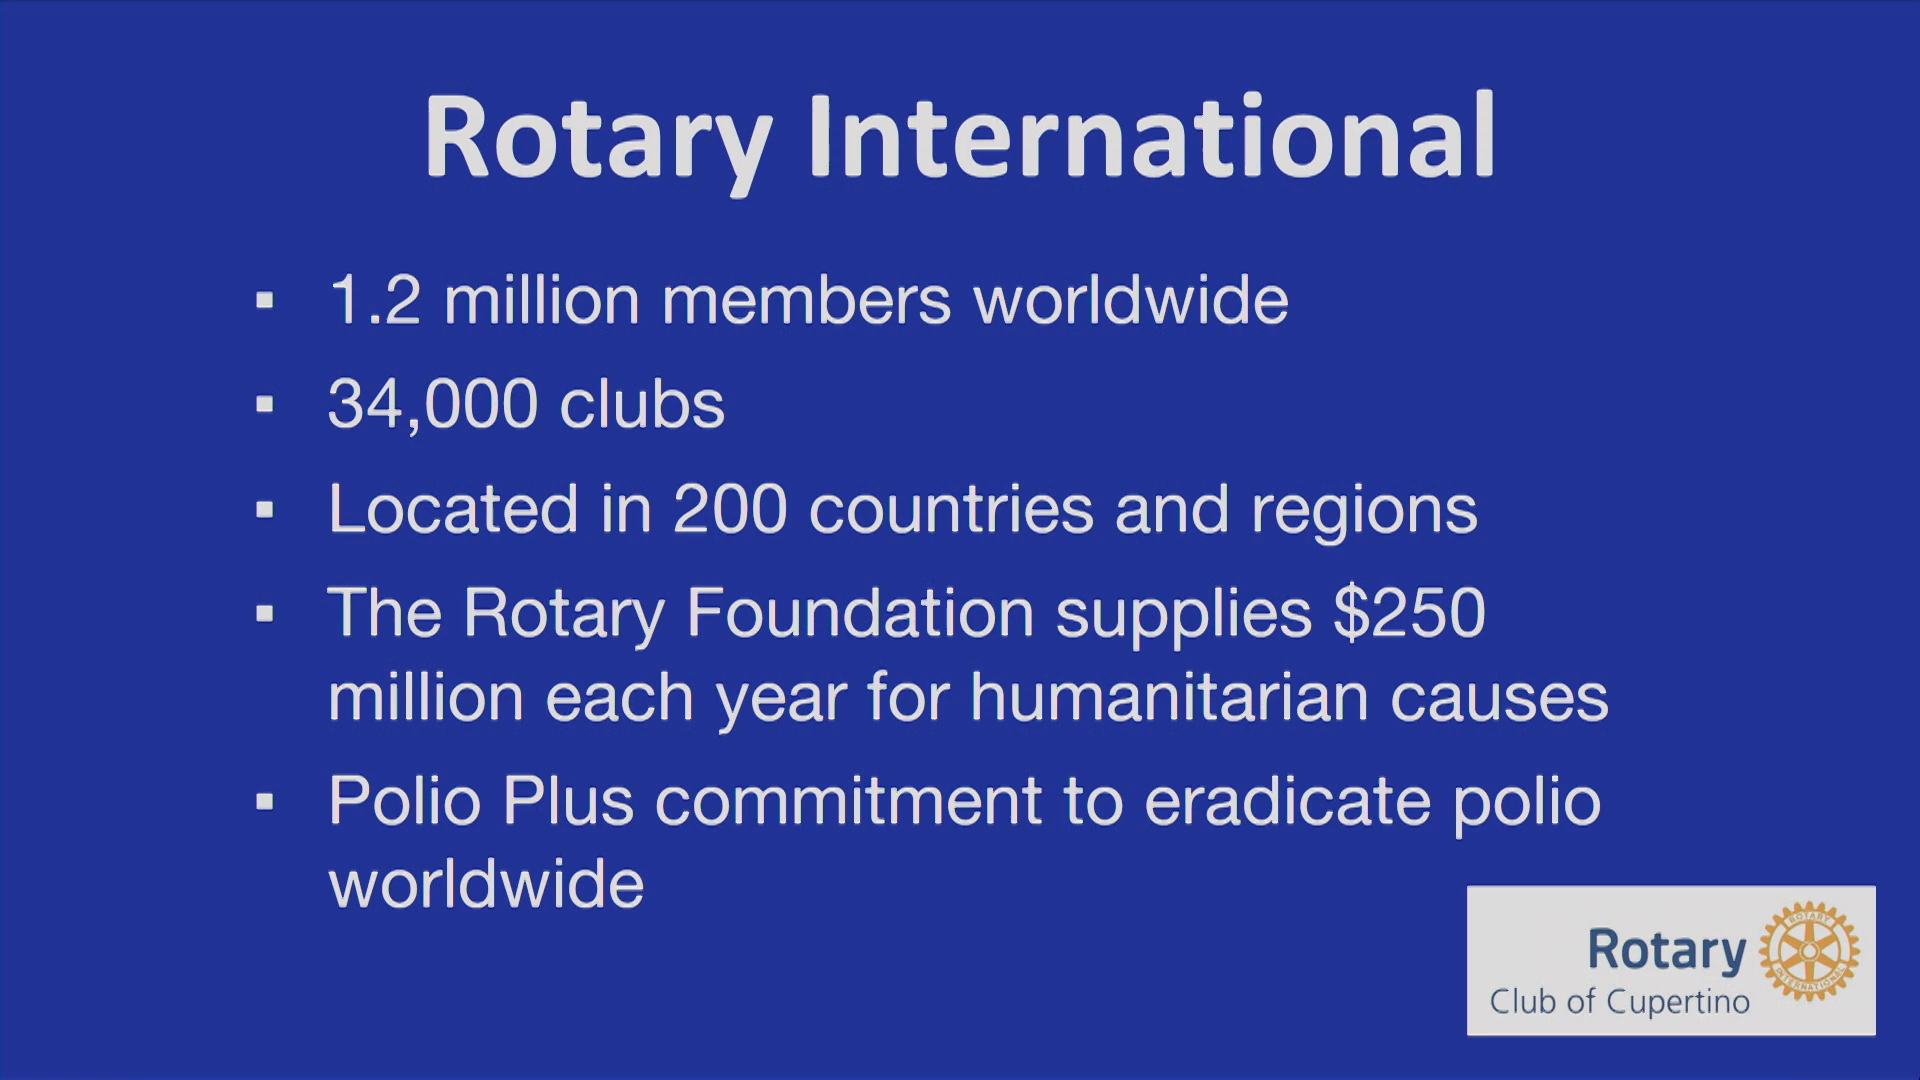 Rotary International
▪ 1.2 million members worldwide
▪ 34,000 clubs
▪ Located in 200 countries and regions
▪ The Rotary Foundation supplies $250
million each year for humanitarian causes
▪ Polio Plus commitment to eradicate polio
worldwide
Rotary
Club of Cupertino
ROTARY
INTERNATIONAL